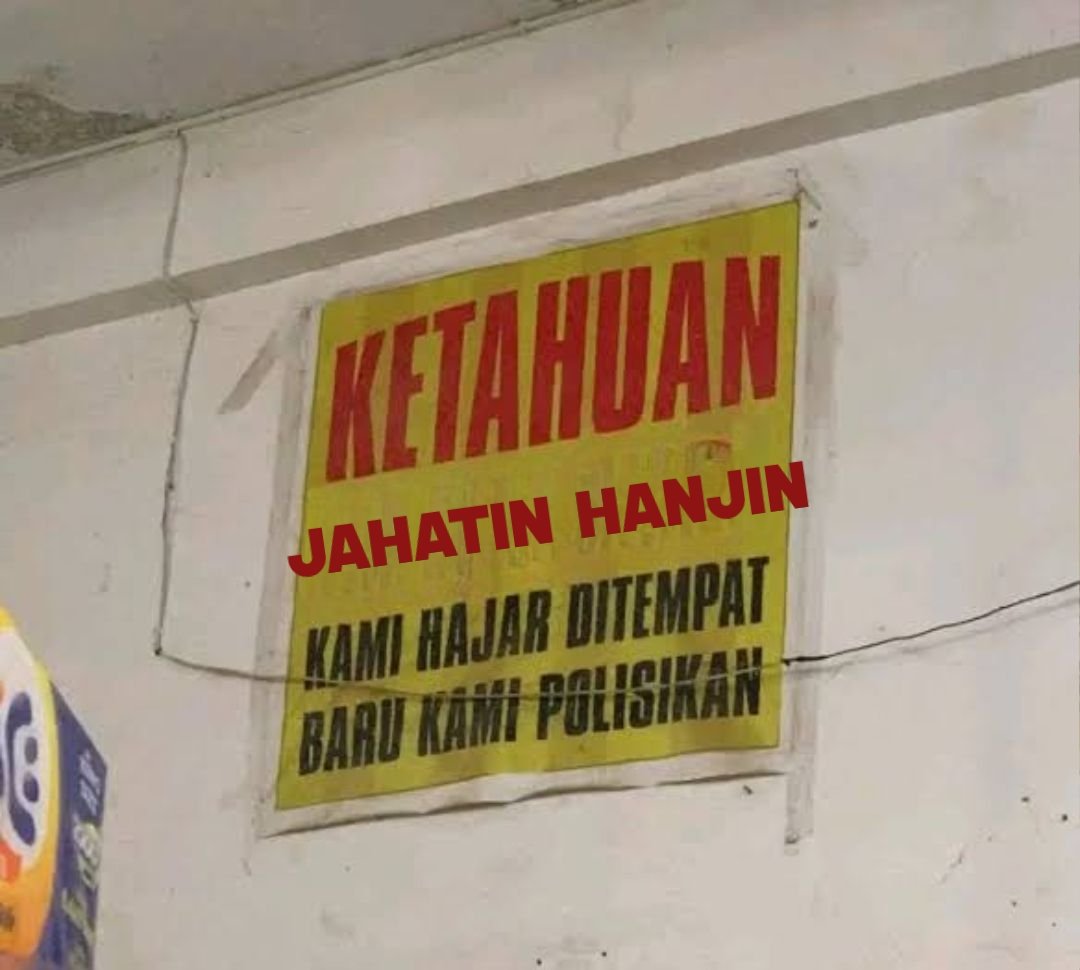 KETAHUAN
JAHATIN HANJIN
KAMI HAJAR DITEMPAT
BARU KAMI POLISIKAN